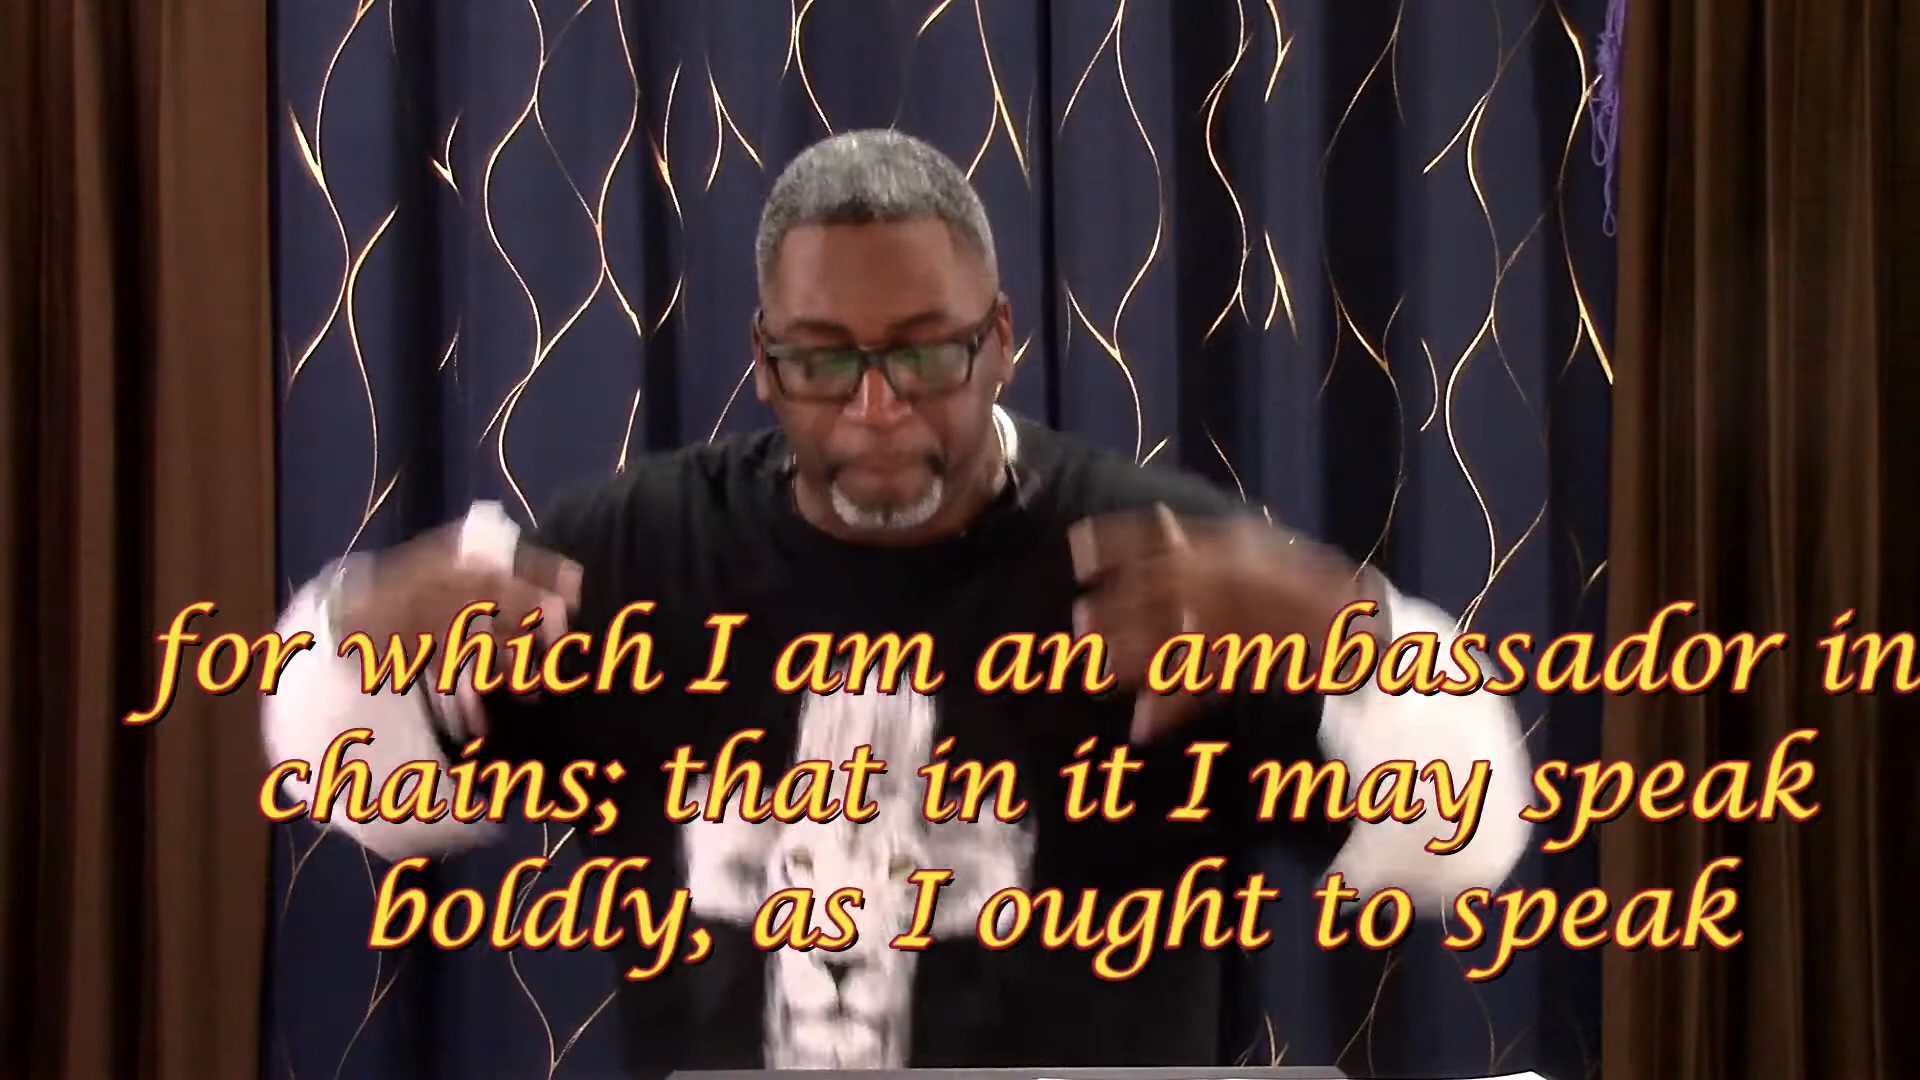 for which I am an ambassador in
chains; that in it I may speak
boldly, as I ought to speak